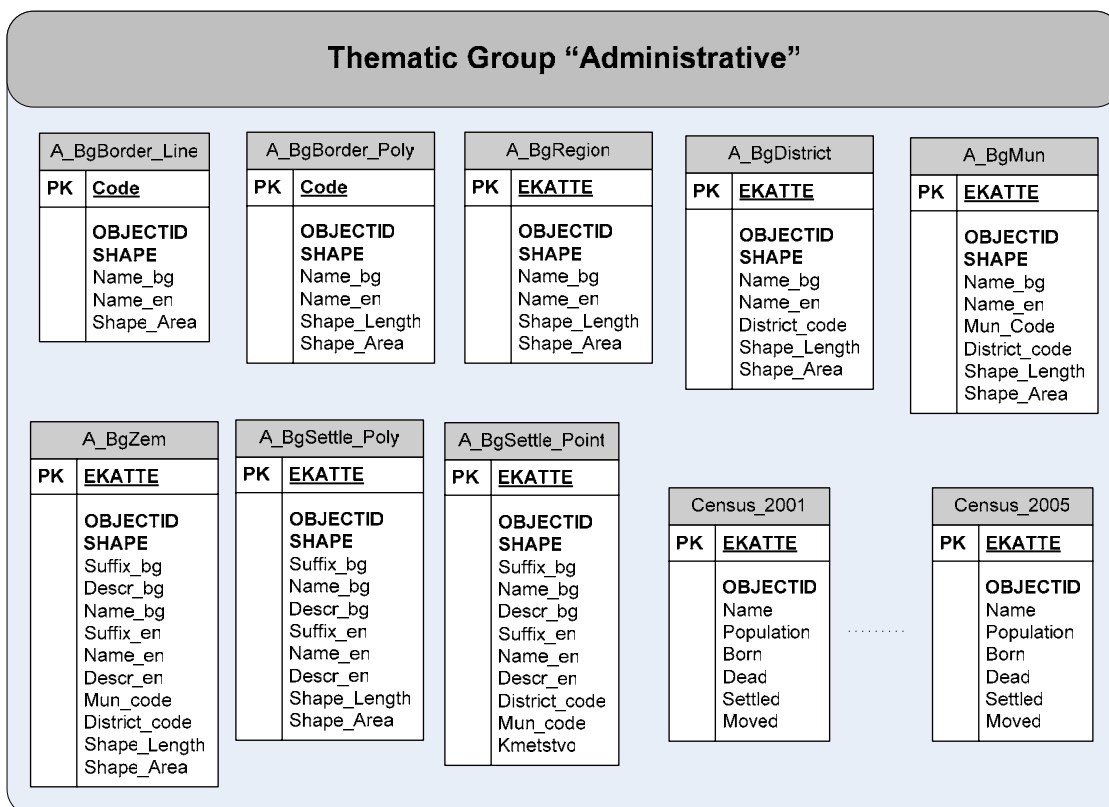 Thematic Group “Administrative”
A_BgBorder_Line
PK Code
OBJECTID
SHAPE
Name_bg
Name_en
Shape_Area
A_BgBorder_Poly
PK Code
OBJECTID
SHAPE
Name_bg
Name_en
Shape_Length
Shape_Area
A_BgRegion
PK EKATTE
OBJECTID
SHAPE
Name_bg
Name_en
Shape_Length
Shape_Area
A_BgDistrict
PK EKATTE
OBJECTID
SHAPE
Name_bg
Name_en
District_code
Shape_Length
Shape_Area
A_BgMun
PK EKATTE
OBJECTID
SHAPE
Name_bg
Name_en
Mun_Code
District_code
Shape_Length
Shape_Area
A_BgZem
PK EKATTE
OBJECTID
SHAPE
Suffix_bg
Descr_bg
Name_bg
Suffix_en
Name_en
Descr_en
Mun_code
District_code
Shape_Length
Shape_Area
A_BgSettle_Poly
PK EKATTE
OBJECTID
SHAPE
Suffix_bg
Name_bg
Descr_bg
Suffix_en
Name_en
Descr_en
Shape_Length
Shape_Area
A_BgSettle_Point
PK EKATTE
OBJECTID
SHAPE
Suffix_bg
Name_bg
Descr_bg
Suffix_en
Name_en
Descr_en
District_code
Mun_code
Kmetstvo
Census_2001
PK EKATTE
OBJECTID
Name
Population
Born
Dead
Settled
Moved
.........
Census_2005
PK EKATTE
OBJECTID
Name
Population
Born
Dead
Settled
Moved